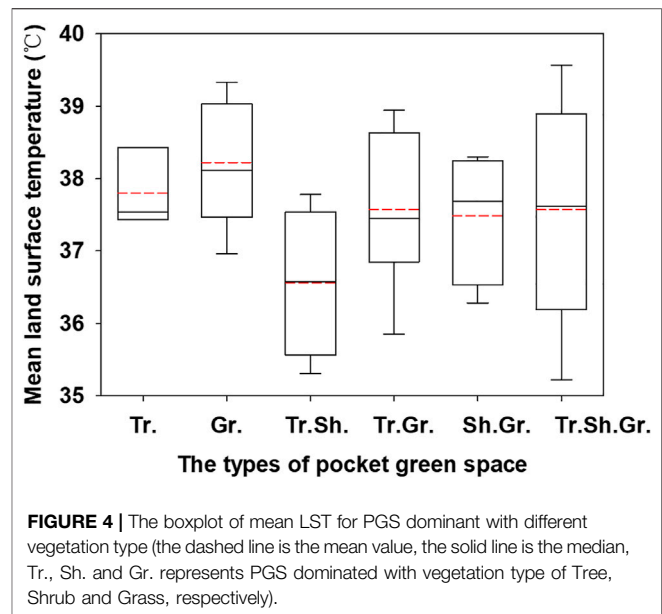 Mean land surface temperature (℃)
40
39
38
37
36
35
Tr. Gr. Tr.Sh. Tr.Gr. Sh.Gr. Tr.Sh.Gr.
The types of pocket green space
FIGURE 4 | The boxplot of mean LST for PGS dominant with different
vegetation type (the dashed line is the mean value, the solid line is the median,
Tr., Sh. and Gr. represents PGS dominated with vegetation type of Tree,
Shrub and Grass, respectively).